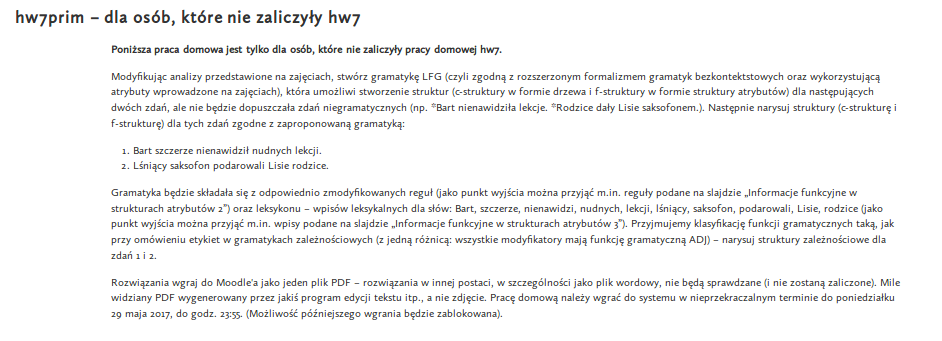 hw7prim – dla osób, które nie zaliczyły hw7
Poniższa praca domowa jest tylko dla osób, które nie zaliczyły pracy domowej hw7.
Modyfikując analizy przedstawione na zajęciach, stwórz gramatykę LFG (czyli zgodną z rozszerzonym formalizmem gramatyk bezkontekstowych oraz wykorzystującą
atrybuty wprowadzone na zajęciach), która umożliwi stworzenie struktur (c-struktury w formie drzewa i f-struktury w formie struktury atrybutów) dla następujących
dwóch zdań, ale nie będzie dopuszczała zdań niegramatycznych (np. *Bart nienawidziła lekcje. *Rodzice dały Lisie saksofonem.). Następnie narysuj struktury (c-strukturę i
f-strukturę) dla tych zdań zgodne z zaproponowaną gramatyką:
1. Bart szczerze nienawidził nudnych lekcji.
2. Lśniący saksofon podarowali Lisie rodzice.
Gramatyka będzie składała się z odpowiednio zmodyfikowanych reguł (jako punkt wyjścia można przyjąć m.in. reguły podane na slajdzie „Informacje funkcyjne w
strukturach atrybutów 2”) oraz leksykonu – wpisów leksykalnych dla słów: Bart, szczerze, nienawidzi, nudnych, lekcji, lśniący, saksofon, podarowali, Lisie, rodzice (jako
punkt wyjścia można przyjąć m.in. wpisy podane na slajdzie „Informacje funkcyjne w strukturach atrybutów 3”). Przyjmujemy klasyfikację funkcji gramatycznych taką, jak
przy omówieniu etykiet w gramatykach zależnościowych (z jedną różnicą: wszystkie modyfikatory mają funkcję gramatyczną ADJ) – narysuj struktury zależnościowe dla
zdań 1 i 2.
Rozwiązania wgraj do Moodle'a jako jeden plik PDF – rozwiązania w innej postaci, w szczególności jako plik wordowy, nie będą sprawdzane (i nie zostaną zaliczone). Mile
widziany PDF wygenerowany przez jakiś program edycji tekstu itp., a nie zdjęcie. Pracę domową należy wgrać do systemu w nieprzekraczalnym terminie do poniedziałku
29 maja 2017, do godz. 23:55. (Możliwość późniejszego wgrania będzie zablokowana).